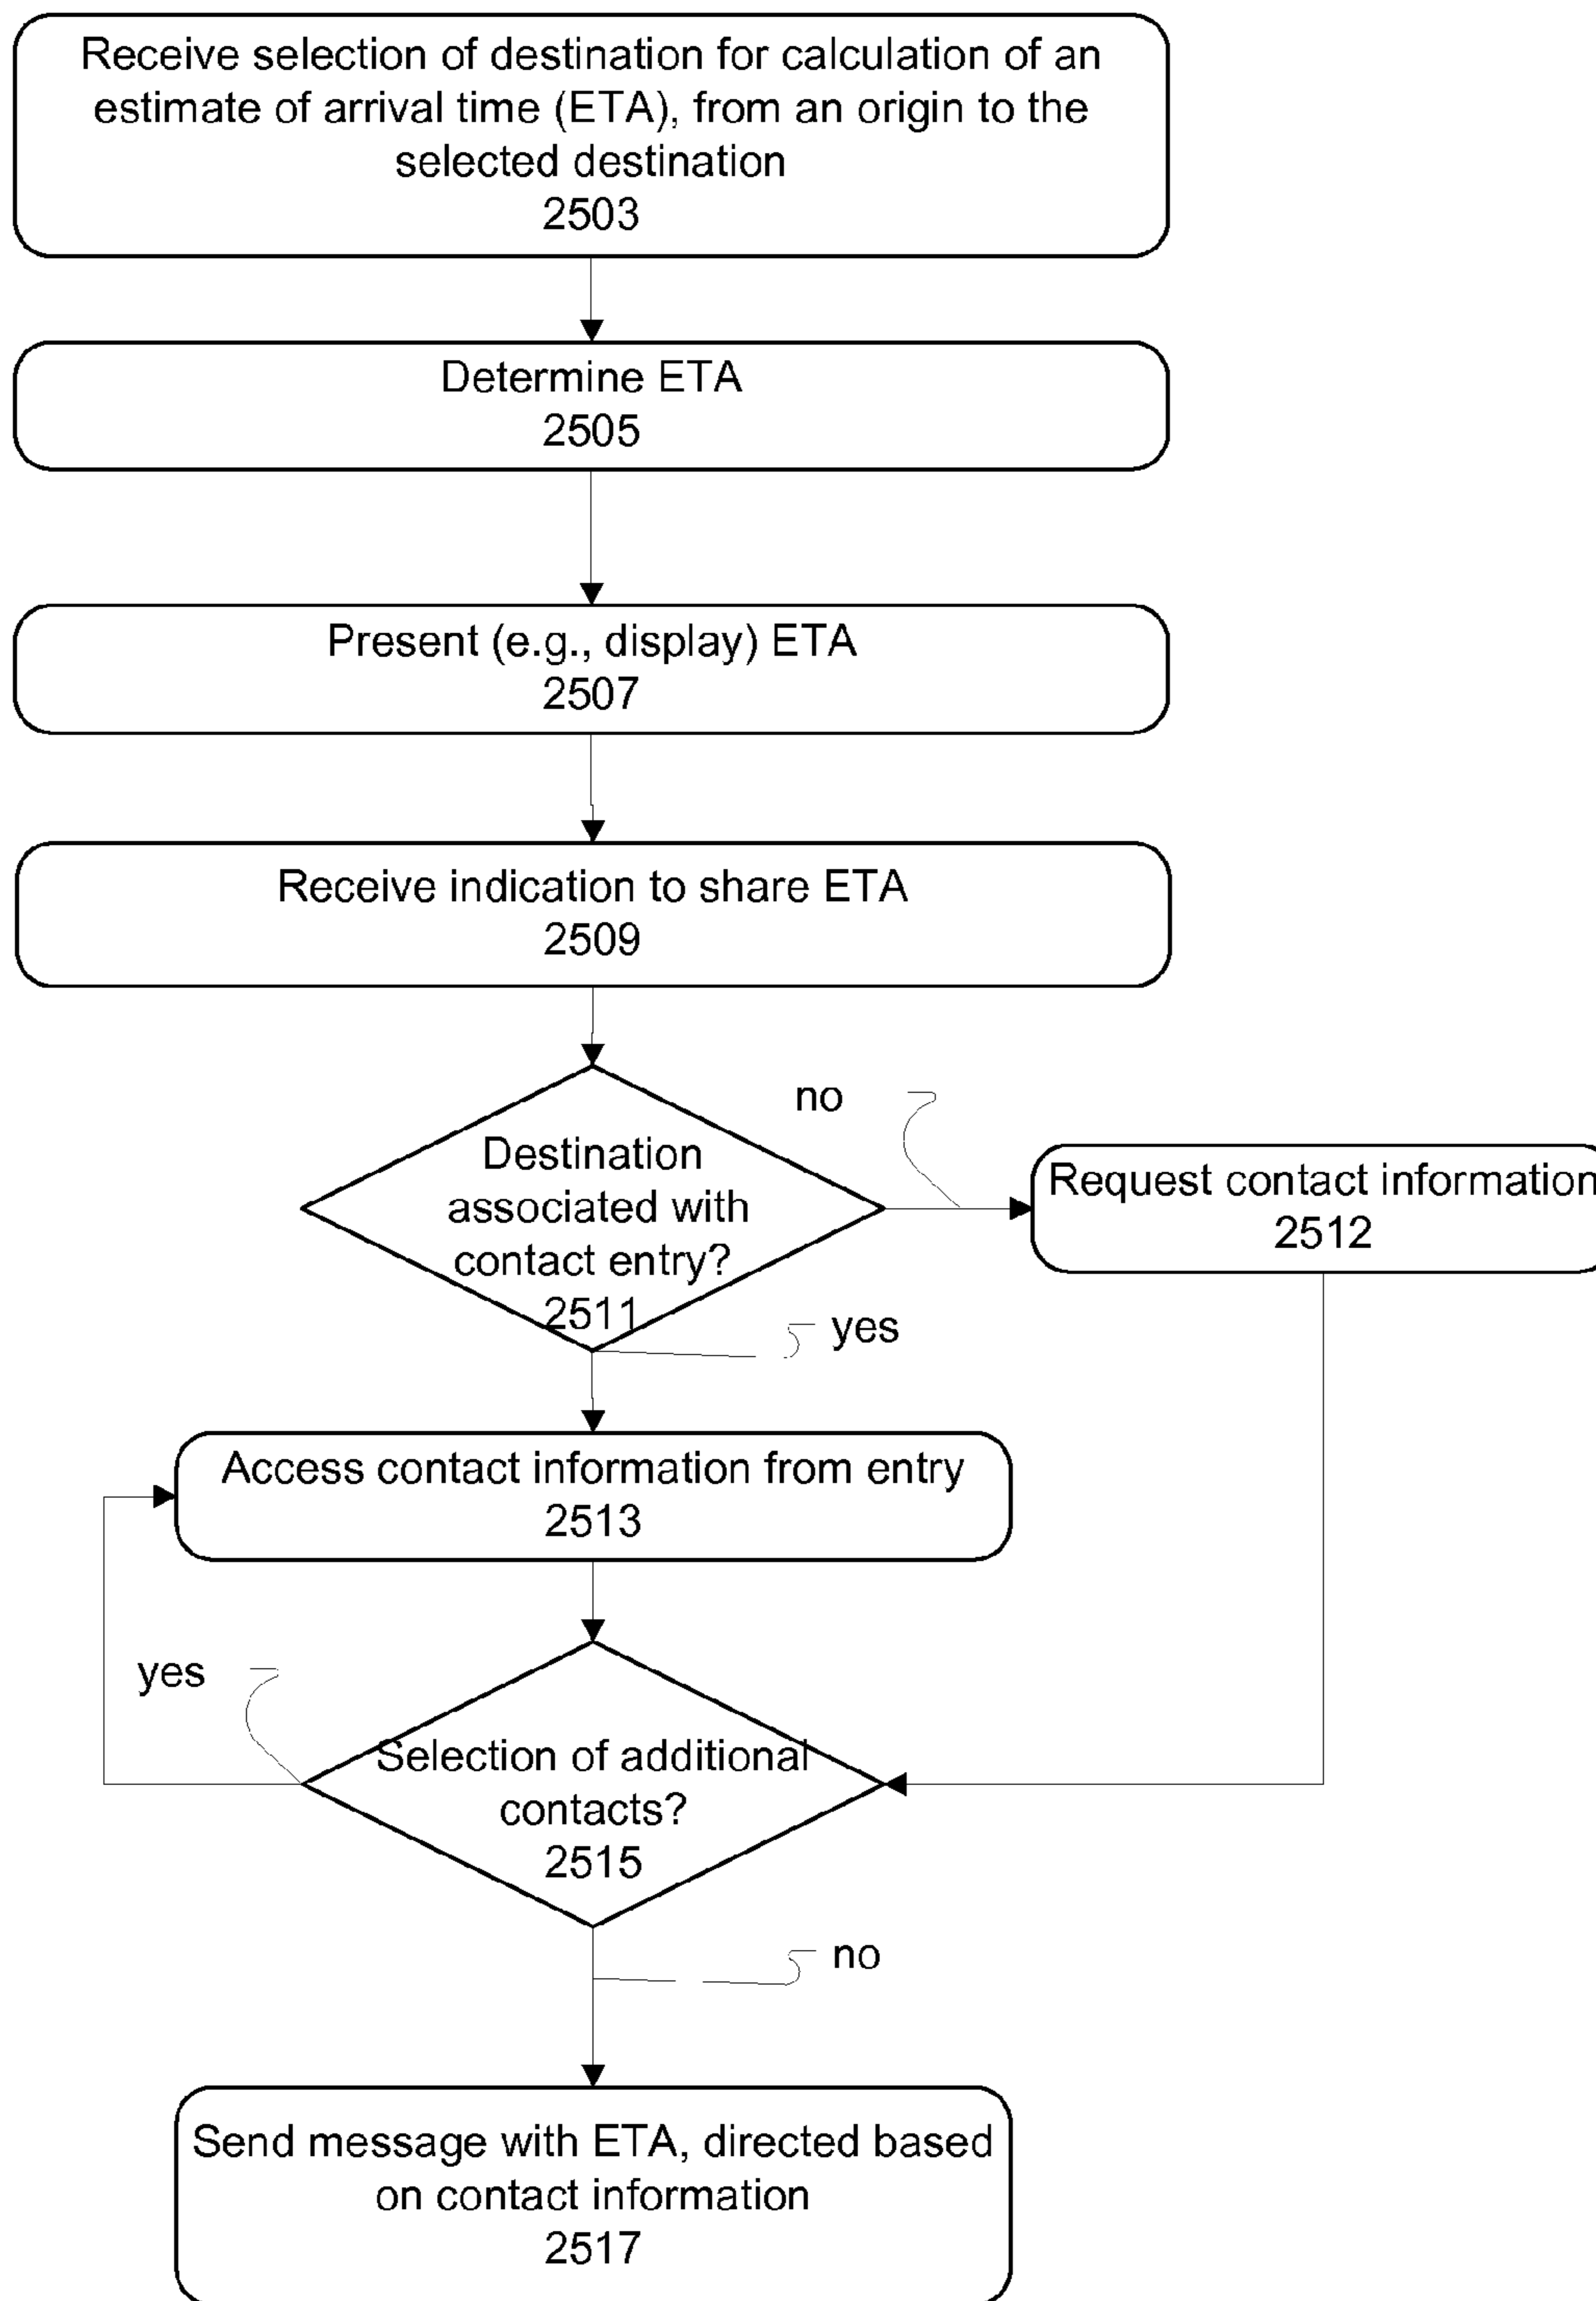 Receive selection of destination for calculation of an
estimate of arrival time (ETA), from an origin to the
selected destination
2503
Determine ETA
2505
Present (e.g., display) ETA
2507
Receive indication to share ETA
2509
no
Destination
associated with
contact entry?
2511
Request contact information
2512
yes
Access contact information from entry
2513
yes
Selection of additional
contacts?
2515
no
Send message with ETA, directed based
on contact information
2517